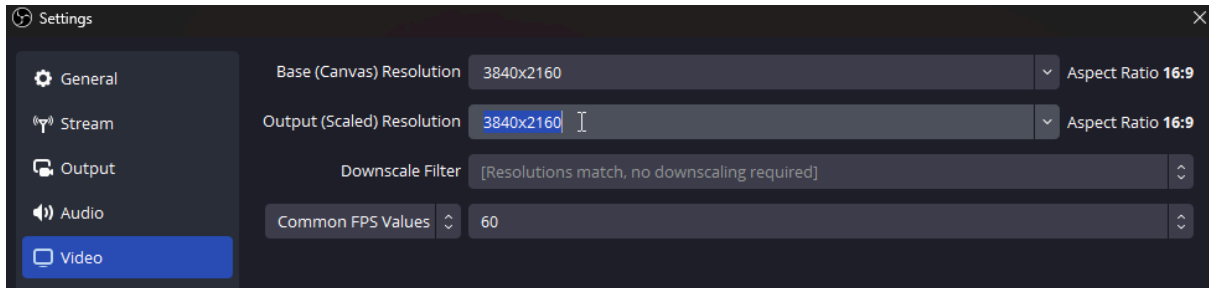 Settings
General
Stream
Output
Audio
Video
Base (Canvas) Resolution 3840x2160 Aspect Ratio 16:9
Output (Scaled) Resolution 3840x2160 Aspect Ratio 16:9
Downscale Filter [Resolutions match, no downscaling required]
Common FPS Values 60